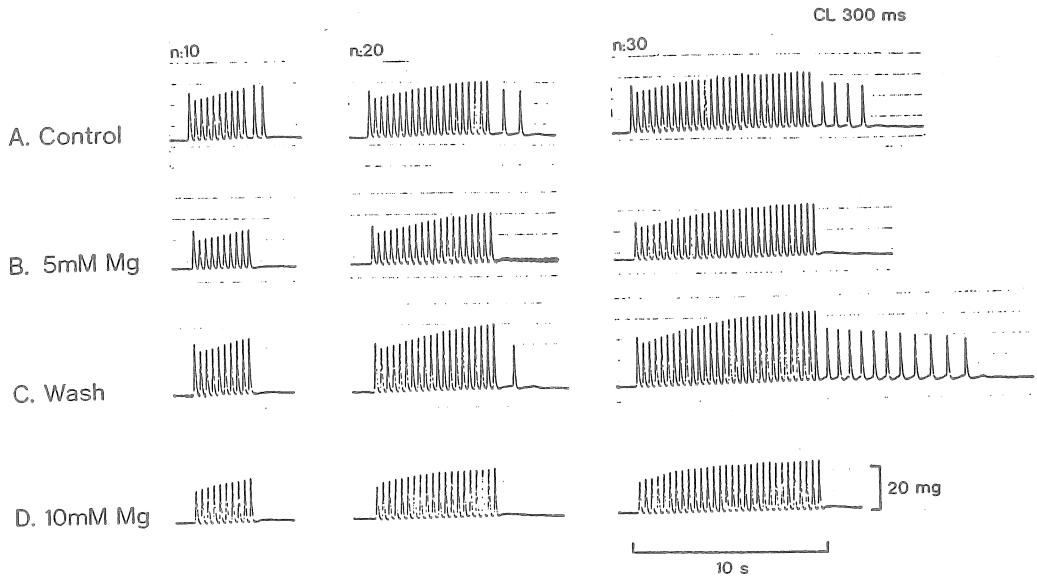 CL 300 ms
n:10
n:20
n:30
A. Control
B. 5mM Mg
C. Wash
D. 10mM Mg
20 mg
10 s